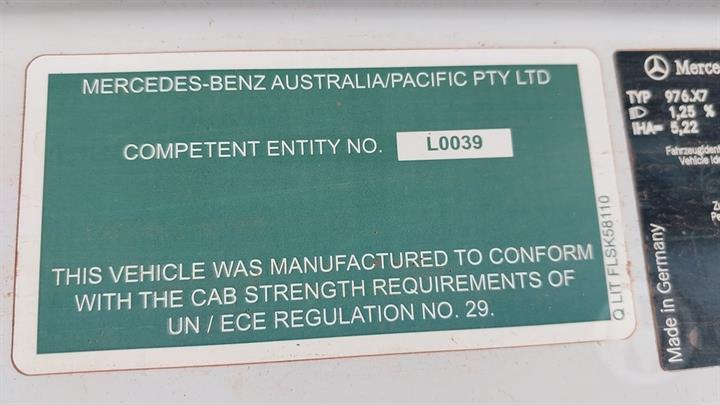 MERCEDES-BENZ AUSTRALIA/PACIFIC PTY LTD
COMPETENT ENTITY NO. L0039
THIS VEHICLE WAS MANUFACTURED TO CONFORM
WITH THE CAB STRENGTH REQUIREMENTS OF
UN / ECE REGULATION NO. 29.
Q LIT FLSK58110
TYP 976.X7
1,25 %
IHA= 5,22
Vehicle
Made in Germany